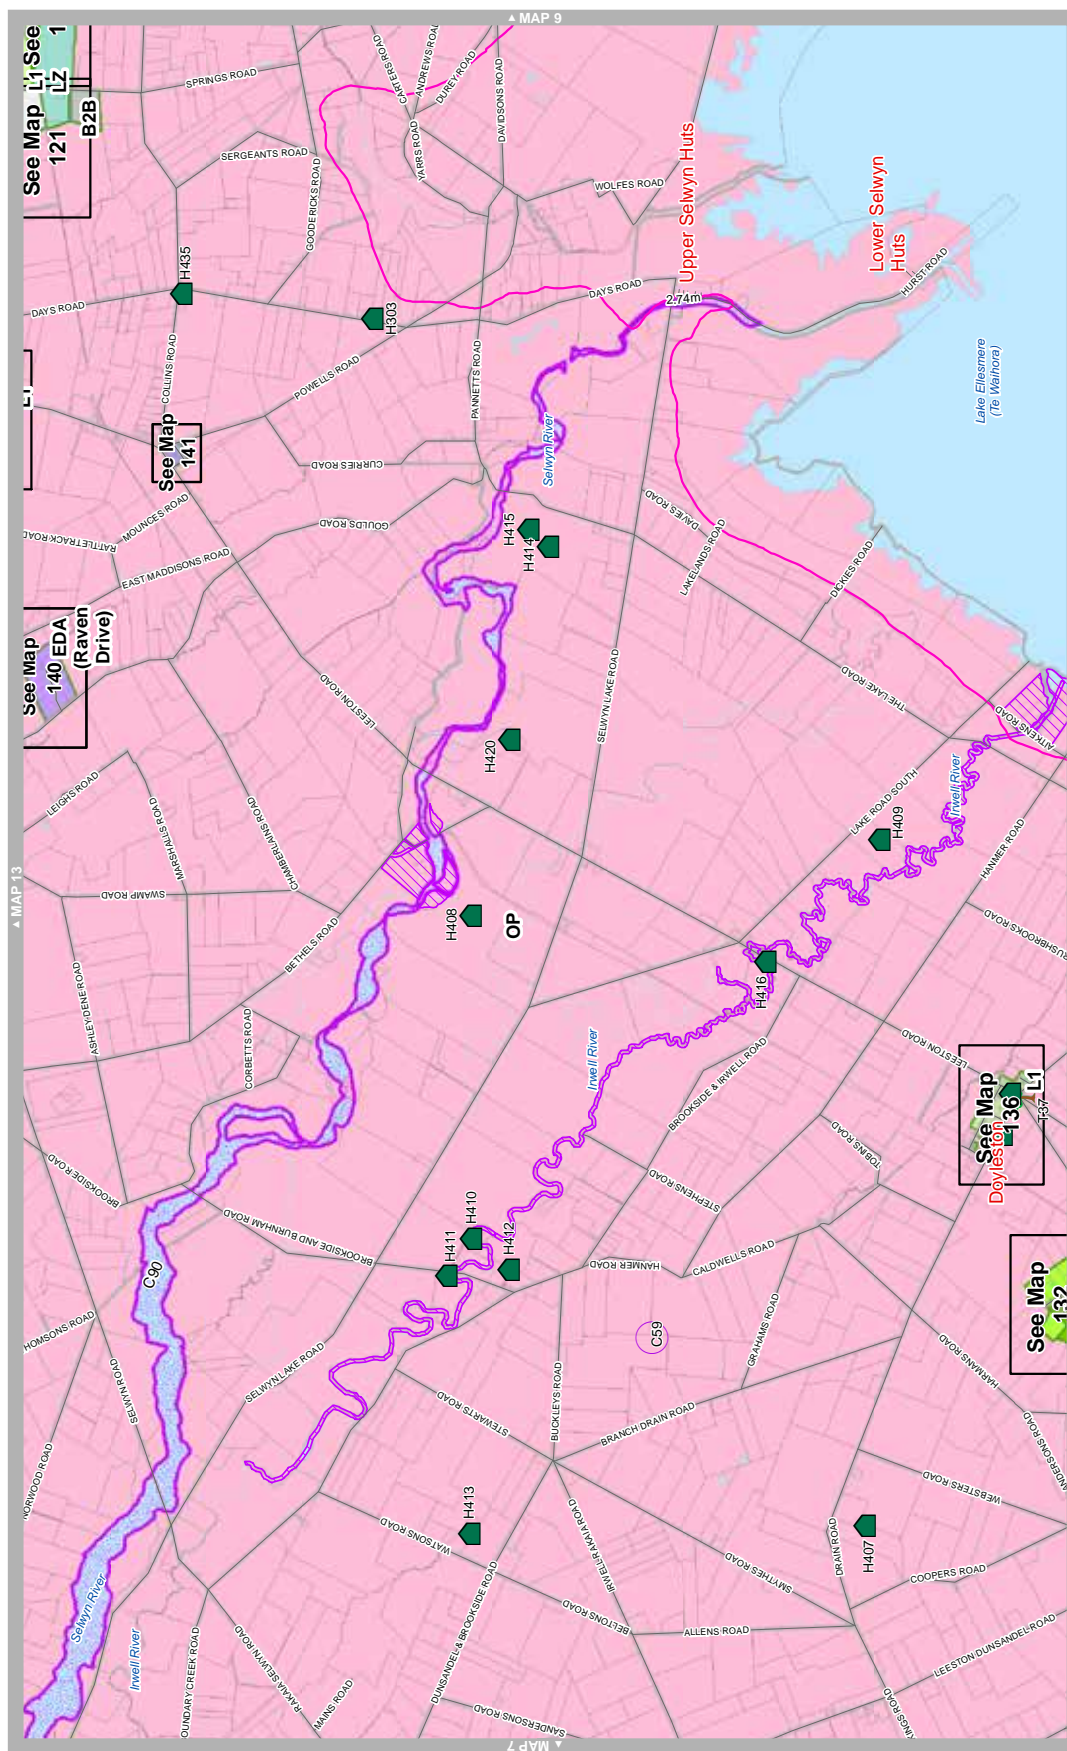 MAP 9
See Map
121
L1
LZ
See
1
B2B
SPRINGS ROAD
CARTERS ROAD
ANDREWS ROAD
DUREY ROAD
DAVIDSONS ROAD
YARRS ROAD
SERGEANTS ROAD
GOODERICKS ROAD
WOLFES ROAD
Upper Selwyn Huts
Lower Selwyn
Huts
HURST ROAD
DAYS ROAD
H435
H303
DAYS ROAD
2.74m
COLLINS ROAD
POWELLS ROAD
PANNETTS ROAD
L1
See Map
141
CURRIES ROAD
Selwyn River
Lake Ellesmere
(Te Waihora)
RATTLETRACK ROAD
MOUNCES ROAD
EAST MADDISONS ROAD
GOULDS ROAD
H415
H414
DAVIES ROAD
LAKELANDS ROAD
DICKIES ROAD
See Map
140
EDA
(Raven
Drive)
LEESTON ROAD
SELWYN LAKE ROAD
THE LAKE ROAD
AITKENS ROAD
H420
LEIGHS ROAD
MARSHALLS ROAD
CHAMBERLAINS ROAD
LAKE ROAD SOUTH
Irwell River
H409
HANMER ROAD
MAP 13
SWAMP ROAD
BETHELS ROAD
H408
OP
RUSHBROOKS ROAD
ASHLEY DENE ROAD
CORBETTS ROAD
H416
Irwell River
LEESTON ROAD
BROOKSIDE & IRWELL ROAD
See Map
136
L1
T37
Doyleston
TOBINS ROAD
BROOKSIDE ROAD
STEPHENS ROAD
BROOKSIDE AND BURNHAM ROAD
H410
H411
H412
HANMER ROAD
CALDWELLS ROAD
C90
See Map
132
C59
HOMSONS ROAD
SELWYN ROAD
SELWYN LAKE ROAD
GRAHAMS ROAD
HARMANS ROAD
STEWARTS ROAD
BUCKLEYS ROAD
BRANCH DRAIN ROAD
ANDERSONS ROAD
NORWOOD ROAD
WEBSTERS ROAD
H413
H407
WATSONS ROAD
IRWELL RAKAIA ROAD
SMYTHES ROAD
DRAIN ROAD
COOPERS ROAD
Selwyn River
Irwell River
OUNDARY CREEK ROAD
RAKAIA SELWYN ROAD
MAINS ROAD
DUNSANDEL & BROOKSIDE ROAD
BELTONS ROAD
ALLENS ROAD
LEESTON DUNSANDEL ROAD
SANDERSONS ROAD
KINGS ROAD
MAP 7